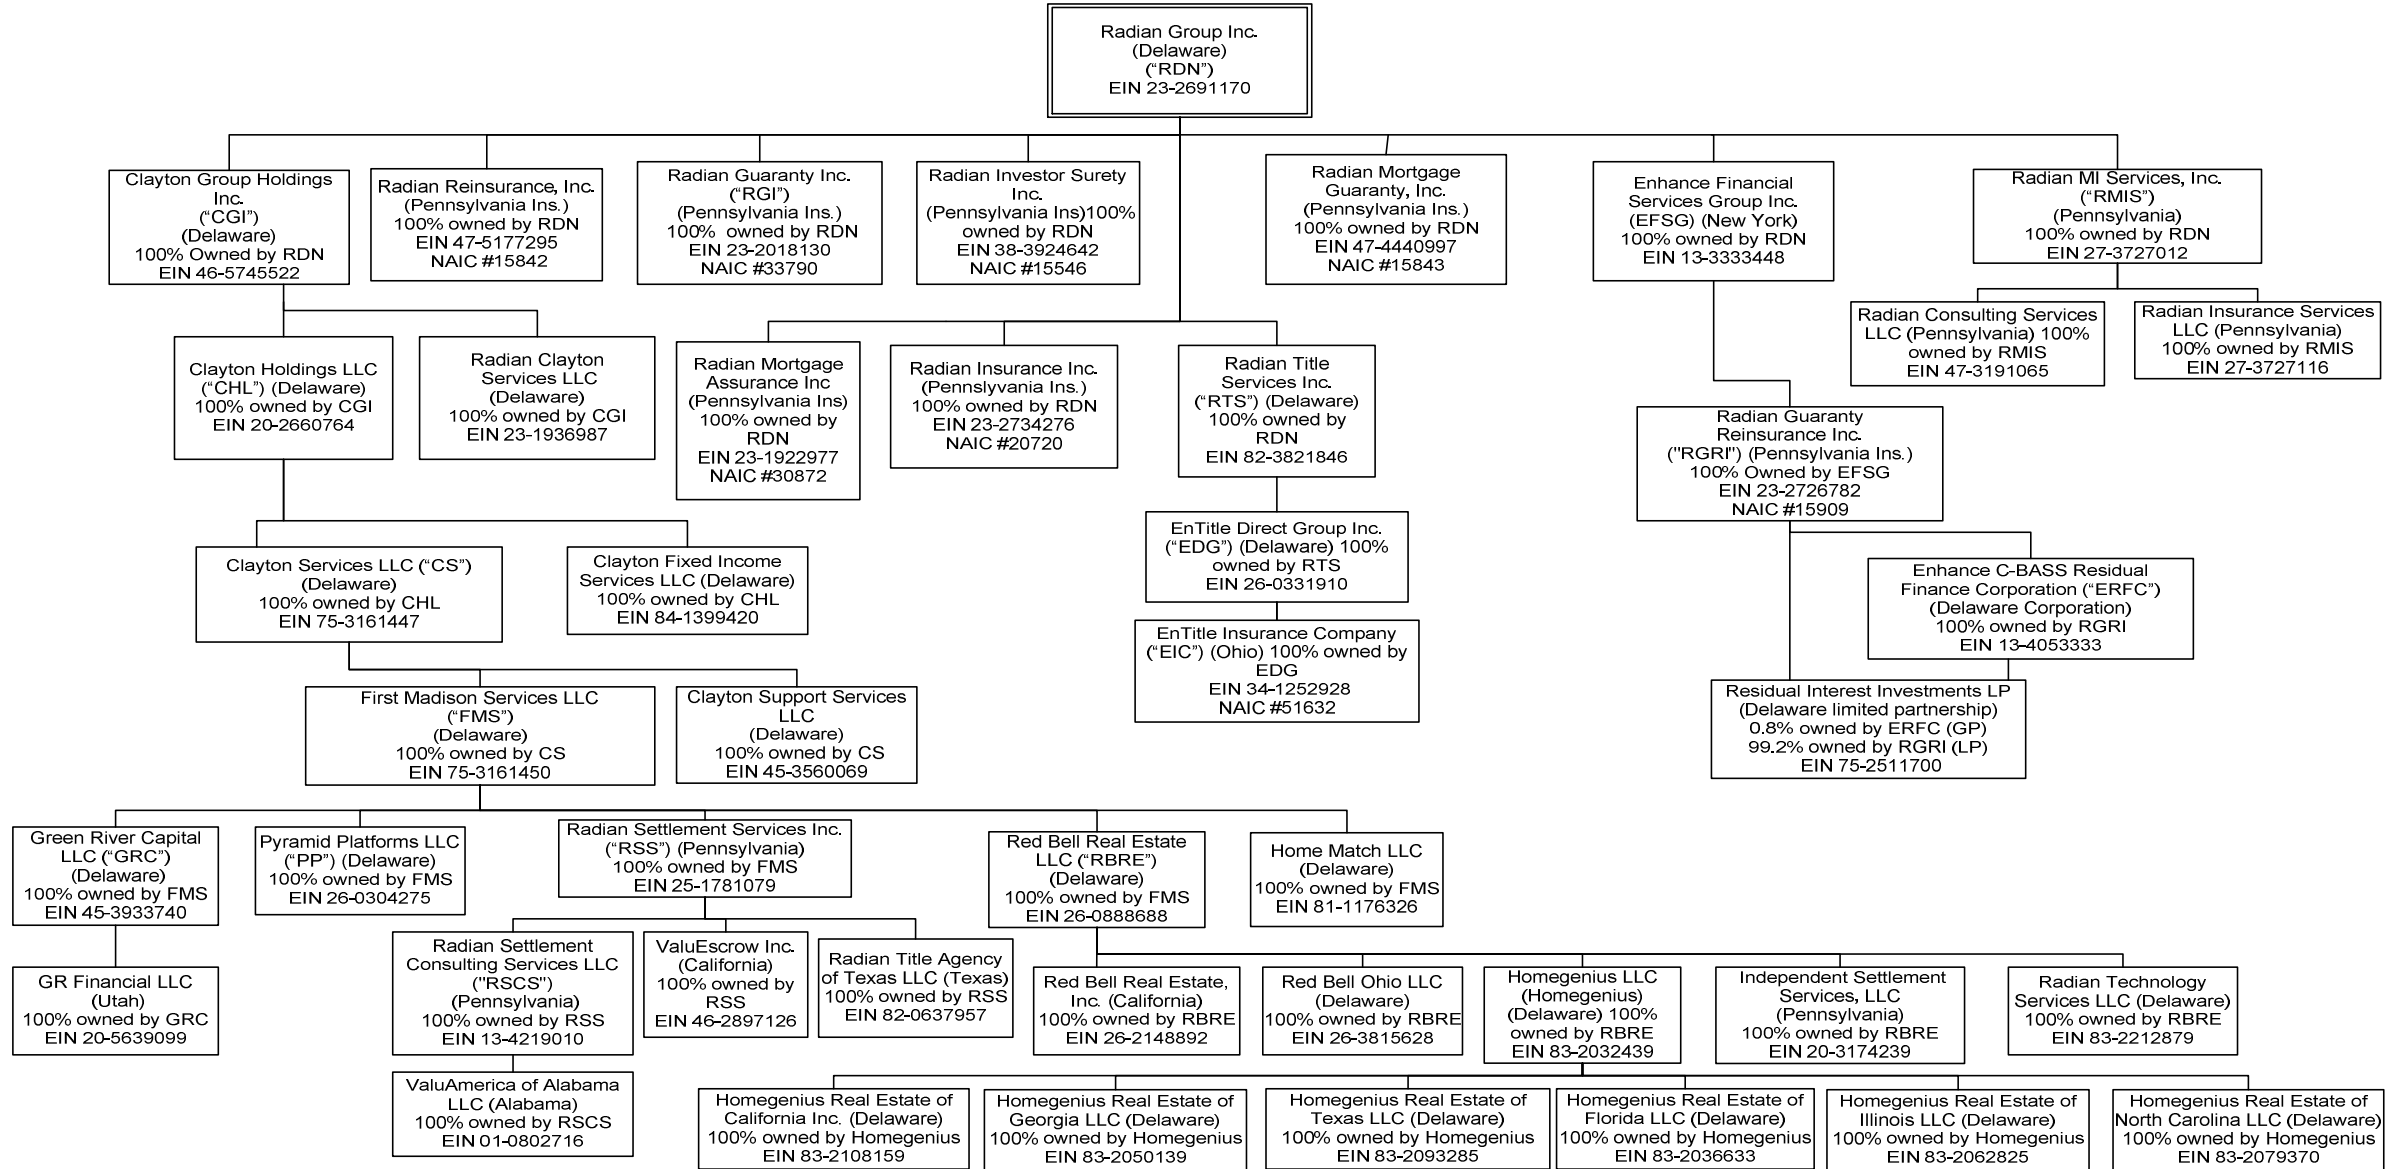 Radian Group Inc.
(Delaware)
(“RDN”)
EIN 23-2691170
Clayton Group Holdings
Inc.
(“CGI”)
(Delaware)
100% Owned by RDN
EIN 46-5745522
Radian Reinsurance, Inc.
(Pennsylvania Ins.)
100% owned by RDN
EIN 47-5177295
NAIC #15842
Radian Guaranty Inc.
(“RGI”)
(Pennsylvania Ins.)
100% owned by RDN
EIN 23-2018130
NAIC #33790
Radian Investor Surety
Inc.
(Pennsylvania Ins)100%
owned by RDN
EIN 38-3924642
NAIC #15546
Radian Mortgage
Guaranty, Inc.
(Pennsylvania Ins.)
100% owned by RDN
EIN 47-4440997
NAIC #15843
Enhance Financial
Services Group Inc.
(EFSG) (New York)
100% owned by RDN
EIN 13-3333448
Radian MI Services, Inc.
(“RMIS”)
(Pennsylvania)
100% owned by RDN
EIN 27-3727012
Radian Consulting Services
LLC (Pennsylvania) 100%
owned by RMIS
EIN 47-3191065
Radian Insurance Services
LLC (Pennsylvania)
100% owned by RMIS
EIN 27-3727116
Clayton Holdings LLC
(“CHL”) (Delaware)
100% owned by CGI
EIN 20-2660764
Radian Clayton
Services LLC
(Delaware)
100% owned by CGI
EIN 23-1936987
Radian Mortgage
Assurance Inc
(Pennsylvania Ins)
100% owned by
RDN
EIN 23-1922977
NAIC #30872
Radian Insurance Inc.
(Pennslyvania Ins.)
100% owned by RDN
EIN 23-2734276
NAIC #20720
Radian Title
Services Inc.
(“RTS”) (Delaware)
100% owned by
RDN
EIN 82-3821846
Radian Guaranty
Reinsurance Inc.
("RGRI") (Pennsylvania Ins.)
100% Owned by EFSG
EIN 23-2726782
NAIC #15909
Clayton Services LLC (“CS”)
(Delaware)
100% owned by CHL
EIN 75-3161447
Clayton Fixed Income
Services LLC (Delaware)
100% owned by CHL
EIN 84-1399420
EnTitle Direct Group Inc.
(“EDG”) (Delaware) 100%
owned by RTS
EIN 26-0331910
Enhance C-BASS Residual
Finance Corporation (“ERFC”)
(Delaware Corporation)
100% owned by RGRI
EIN 13-4053333
EnTitle Insurance Company
(“EIC”) (Ohio) 100% owned by
EDG
EIN 34-1252928
NAIC #51632
First Madison Services LLC
(“FMS”)
(Delaware)
100% owned by CS
EIN 75-3161450
Clayton Support Services
LLC
(Delaware)
100% owned by CS
EIN 45-3560069
Residual Interest Investments LP
(Delaware limited partnership)
0.8% owned by ERFC (GP)
99.2% owned by RGRI (LP)
EIN 75-2511700
Green River Capital
LLC (“GRC”)
(Delaware)
100% owned by FMS
EIN 45-3933740
Pyramid Platforms LLC
(“PP”) (Delaware)
100% owned by FMS
EIN 26-0304275
Radian Settlement Services Inc.
(“RSS”) (Pennsylvania)
100% owned by FMS
EIN 25-1781079
Red Bell Real Estate
LLC (“RBRE”)
(Delaware)
100% owned by FMS
EIN 26-0888688
Home Match LLC
(Delaware)
100% owned by FMS
EIN 81-1176326
GR Financial LLC
(Utah)
100% owned by GRC
EIN 20-5639099
Radian Settlement
Consulting Services LLC
("RSCS")
(Pennsylvania)
100% owned by RSS
EIN 13-4219010
ValuEscrow Inc.
(California)
100% owned by
RSS
EIN 46-2897126
Radian Title Agency
of Texas LLC (Texas)
100% owned by RSS
EIN 82-0637957
Red Bell Real Estate,
Inc. (California)
100% owned by RBRE
EIN 26-2148892
Red Bell Ohio LLC
(Delaware)
100% owned by RBRE
EIN 26-3815628
Homegenius LLC
(Homegenius)
(Delaware) 100%
owned by RBRE
EIN 83-2032439
Independent Settlement
Services, LLC
(Pennsylvania)
100% owned by RBRE
EIN 20-3174239
Radian Technology
Services LLC (Delaware)
100% owned by RBRE
EIN 83-2212879
ValuAmerica of Alabama
LLC (Alabama)
100% owned by RSCS
EIN 01-0802716
Homegenius Real Estate of
California Inc. (Delaware)
100% owned by Homegenius
EIN 83-2108159
Homegenius Real Estate of
Georgia LLC (Delaware)
100% owned by Homegenius
EIN 83-2050139
Homegenius Real Estate of
Texas LLC (Delaware)
100% owned by Homegenius
EIN 83-2093285
Homegenius Real Estate of
Florida LLC (Delaware)
100% owned by Homegenius
EIN 83-2036633
Homegenius Real Estate of
Illinois LLC (Delaware)
100% owned by Homegenius
EIN 83-2062825
Homegenius Real Estate of
North Carolina LLC (Delaware)
100% owned by Homegenius
EIN 83-2079370